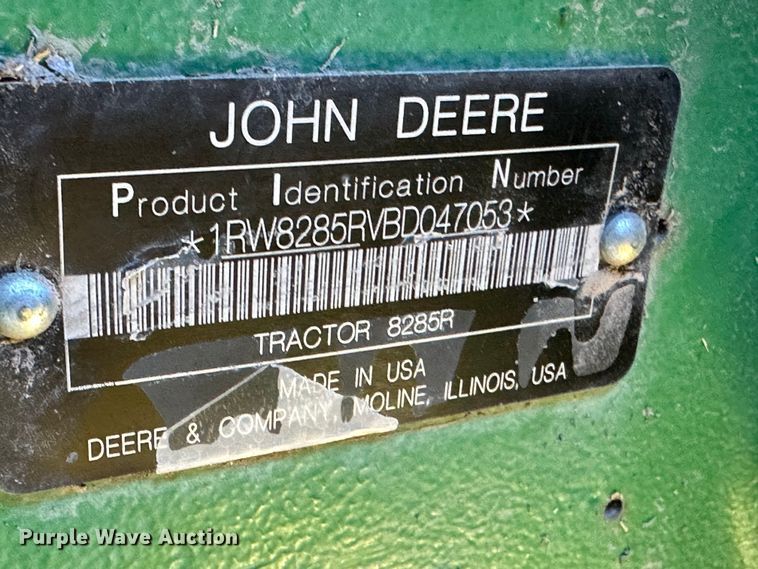 JOHN DEERE
Product Identification Number
*1RW8285RVBD047053*
TRACTOR 8285R
MADE IN USA
DEERE & COMPANY, MOLINE, ILLINOIS, USA
Purple Wave Auction